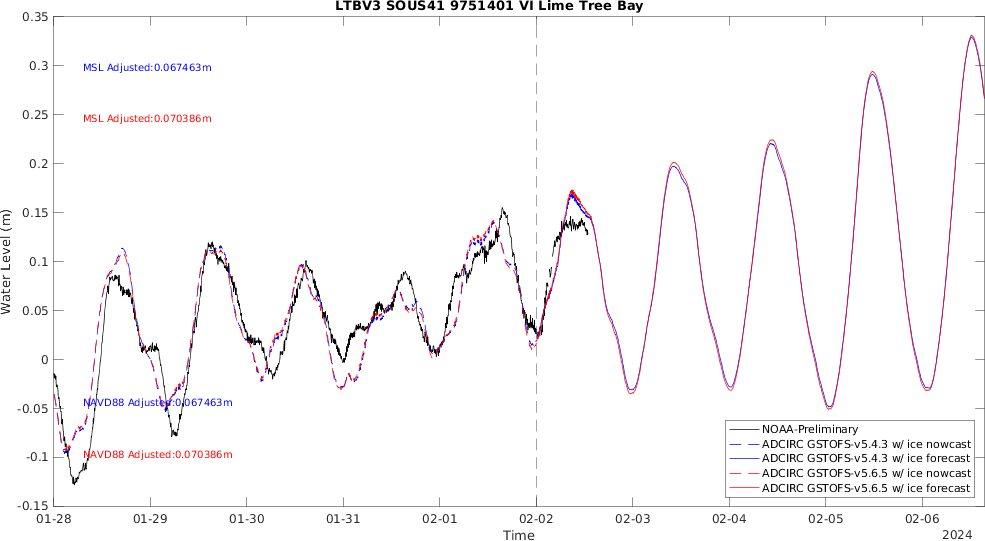 LTBV3 SOUS41 9751401 VI Lime Tree Bay
0.35
0.3
0.25
0.2
0.15
0.1
0.05
0
-0.05
-0.1
-0.15
Water Level (m)
MSL Adjusted:0.067463m
MSL Adjusted:0.070386m
NAVD88 Adjusted:0.067463m
NAVD88 Adjusted:0.070386m
NOAA-Preliminary
ADCIRC GSTOFS-v5.4.3 w/ ice nowcast
ADCIRC GSTOFS-v5.4.3 w/ ice forecast
ADCIRC GSTOFS-v5.6.5 w/ ice nowcast
ADCIRC GSTOFS-v5.6.5 w/ ice forecast
01-28 01-29 01-30 01-31 02-01 02-02 02-03 02-04 02-05 02-06
Time
2024